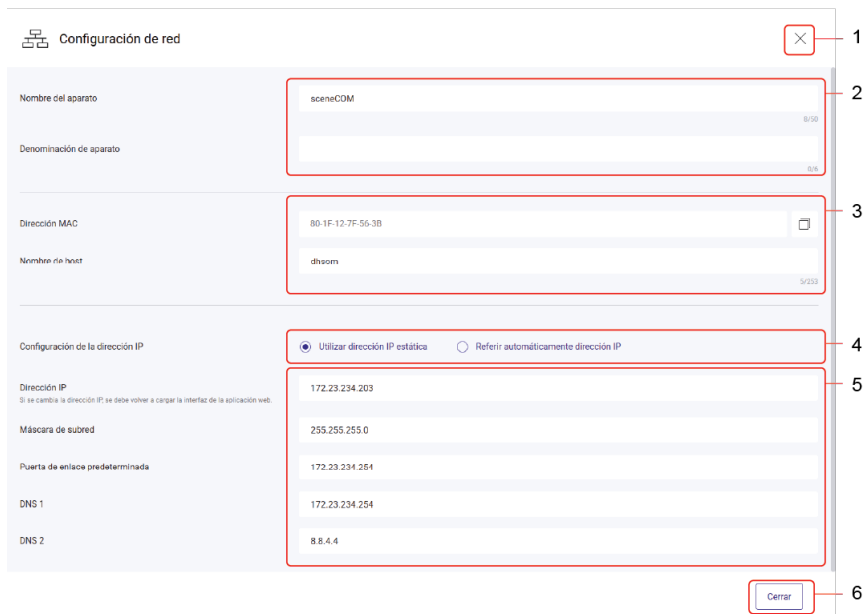 Configuración de red
1
Nombre del aparato
sceneCOM
2
8/50
Denominación de aparato
0/6
Dirección MAC
80-1F-12-7F-56-3B
3
Nombre de host
dhsom
5/253
Configuración de la dirección IP
Utilizar dirección IP estática
Referir automáticamente dirección IP
4
Dirección IP
Si se cambia la dirección IP, se debe volver a cargar la interfaz de la aplicación web.
172.23.234.203
5
Máscara de subred
255.255.255.0
Puerta de enlace predeterminada
172.23.234.254
DNS 1
172.23.234.254
DNS 2
8.8.4.4
Cerrar
6